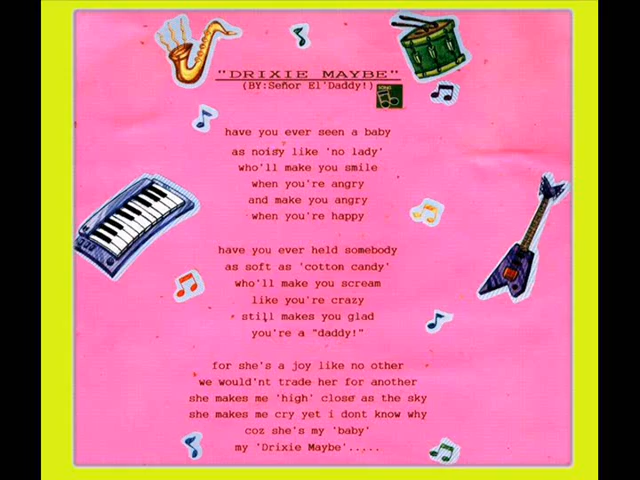 "DRIXIE MAYBE"
(BY:Señor El'Daddy!)
SONG
have you ever seen a baby
as noisy like 'no lady'
who'll make you smile
when you're angry
and make you angry
when you're happy
have you ever held somebody
as soft as 'cotton candy'
who'll make you scream
like you're crazy
still makes you glad
you're a "daddy!"
for she's a joy like no other
we would'nt trade her for another
she makes me 'high' close as the sky
she makes me cry yet i dont know why
coz she's my 'baby'
my 'Drixie Maybe'.....